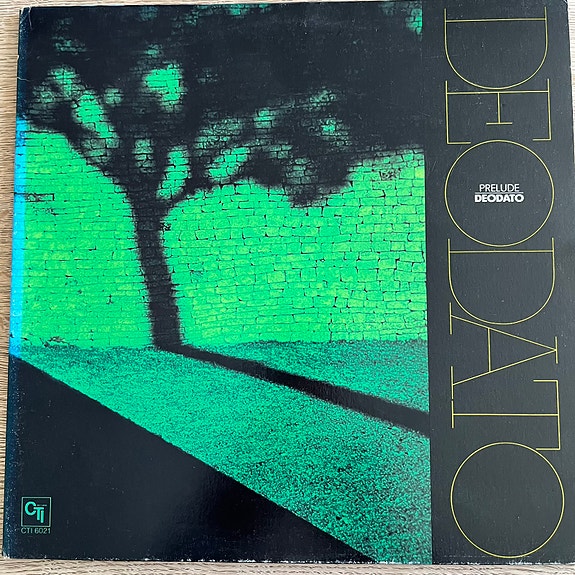 DEODATO
PRELUDE
DEODATO
CTI
CTI 6021